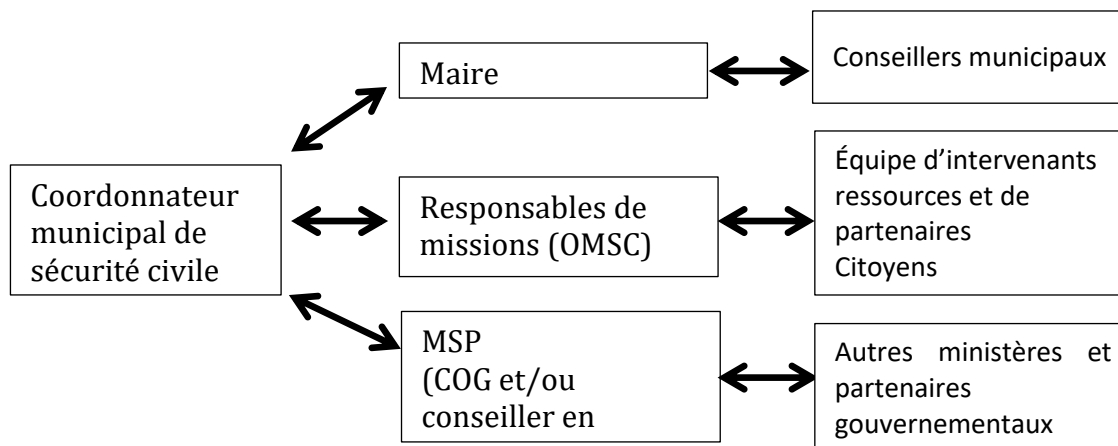 Maire
Conseillers municipaux
Coordonnateur
municipal de
sécurité civile
Responsables de
missions (OMSC)
Équipe d’intervenants
ressources et de
partenaires
Citoyens
MSP
(COG et/ou
conseiller en
Autres ministères et
partenaires
gouvernementaux